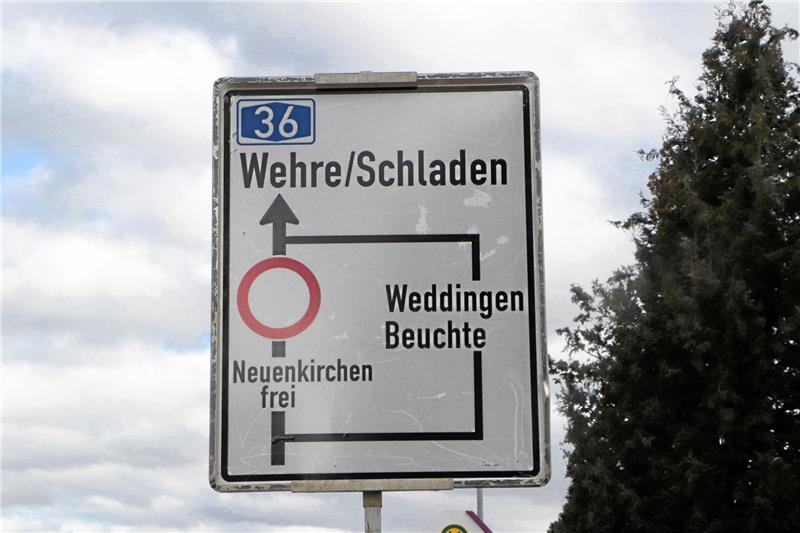 36
Wehre/Schladen
Weddingen
Beuchte
Neuenkirchen
frei